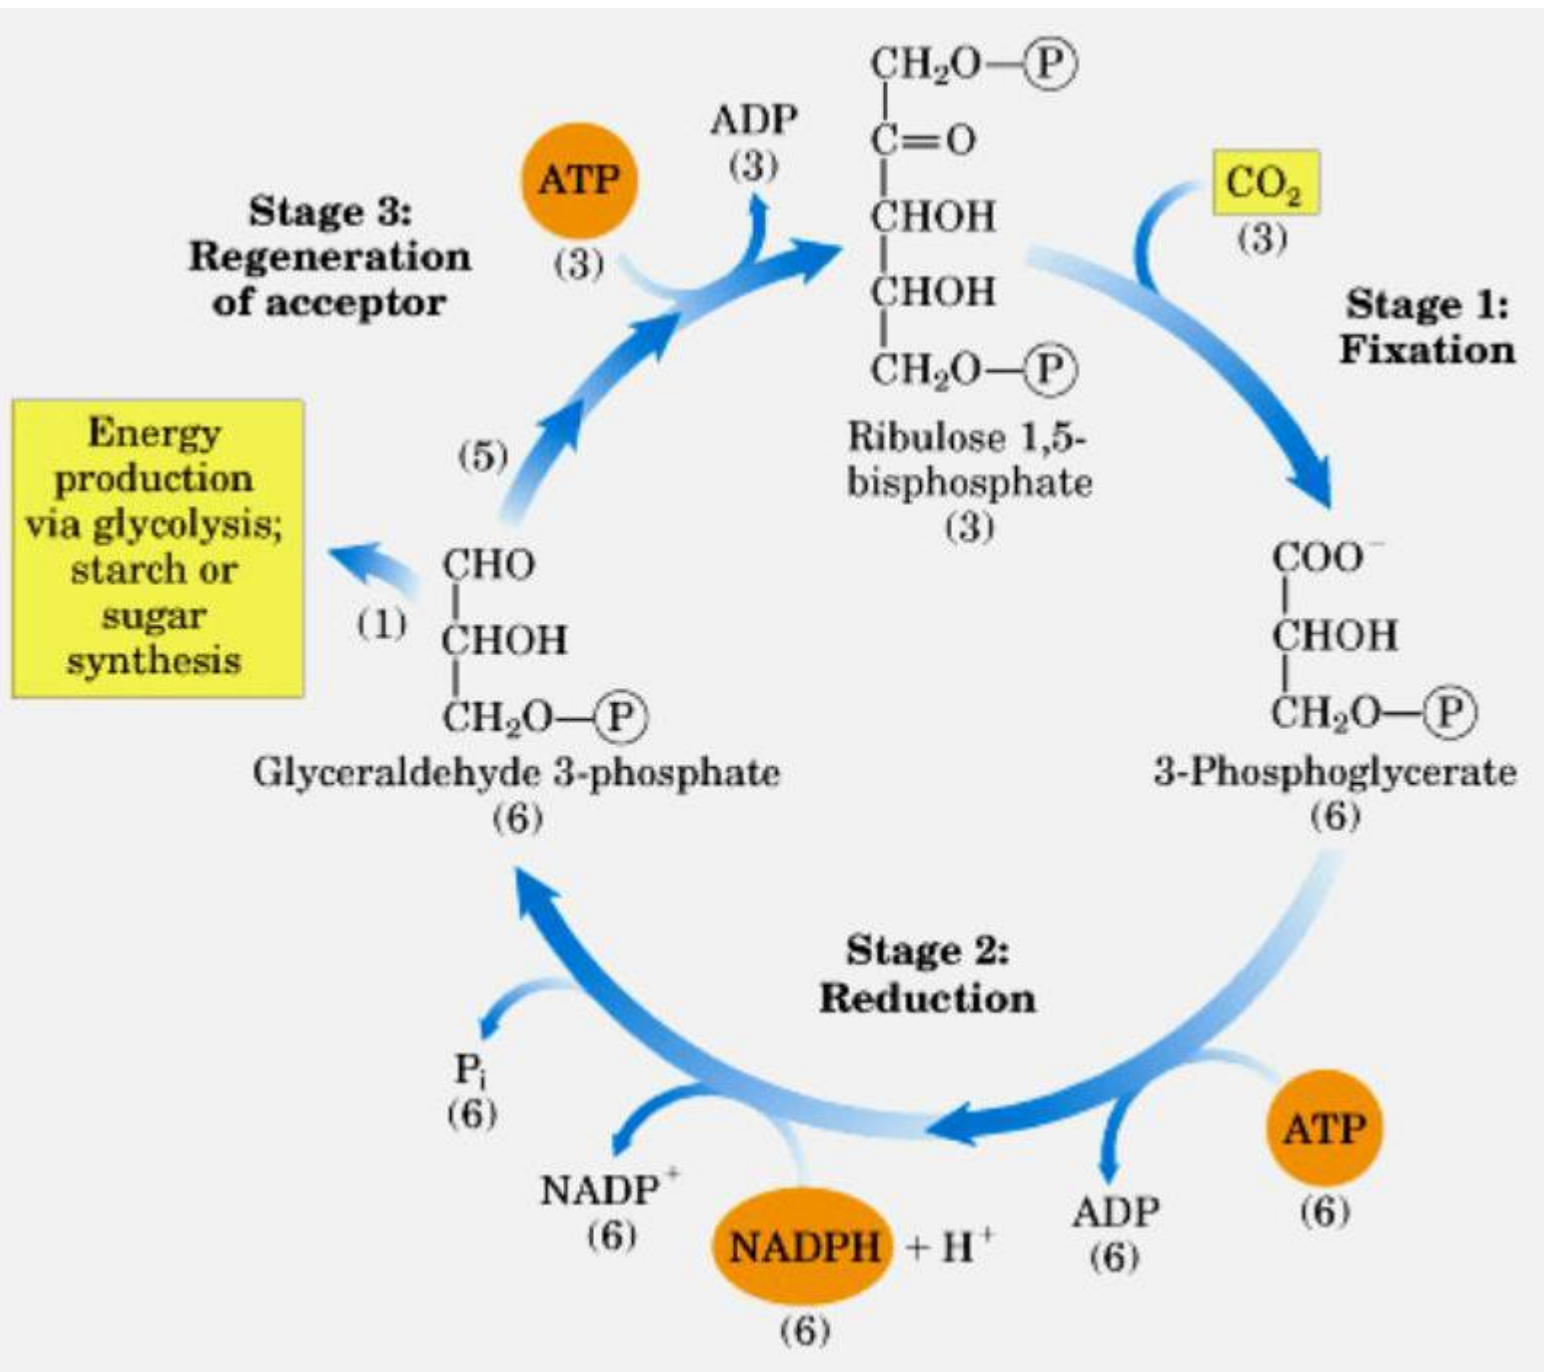 CH₂O—Ⓟ
C=O
CHOH
CHOH
CH₂O—Ⓟ
Ribulose 1,5-
bisphosphate
(3)
CO₂
(3)
Stage 1:
Fixation
COO⁻
CHOH
CH₂O—Ⓟ
3-Phosphoglycerate
(6)
Stage 2:
Reduction
ATP
(6)
ADP
(6)
NADPH + H⁺
(6)
NADP⁺
(6)
Pᵢ
(6)
CHO
CHOH
CH₂O—Ⓟ
Glyceraldehyde 3-phosphate
(6)
(1)
Energy
production
via glycolysis;
starch or
sugar
synthesis
(5)
Stage 3:
Regeneration
of acceptor
ATP
(3)
ADP
(3)